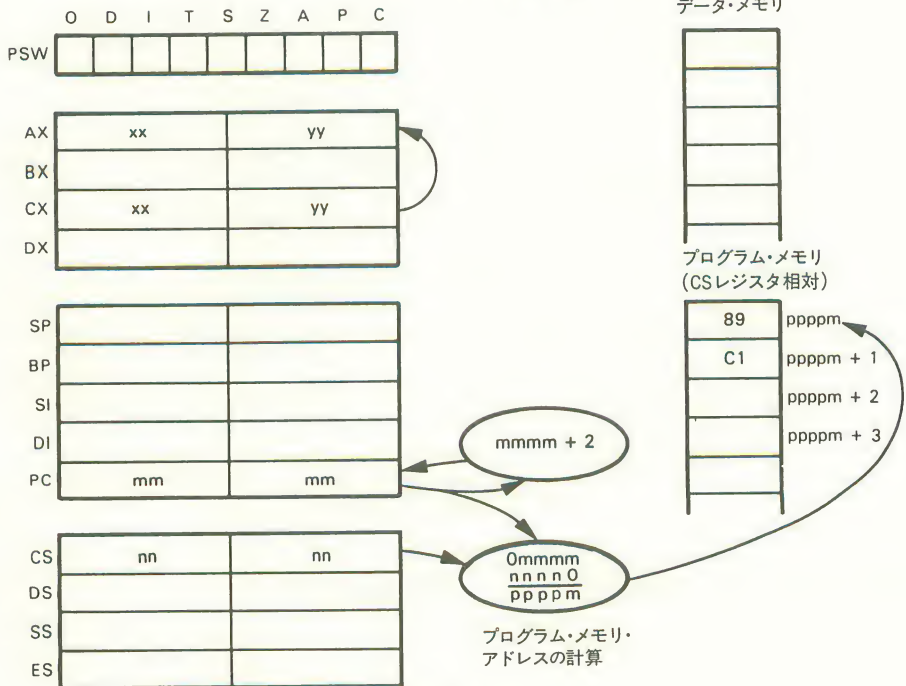 O D I T S Z A P C
PSW
AX xx yy
BX
CX xx yy
DX
SP
BP
SI
DI
PC mm mm
mmmm + 2
CS nn nn
DS
SS
ES
0mmmm
nnnn0
ppppm
プログラム・メモリ・
アドレスの計算
データ・メモリ
プログラム・メモリ
(CSレジスタ相対)
89 ppppm
C1 ppppm + 1
ppppm + 2
ppppm + 3